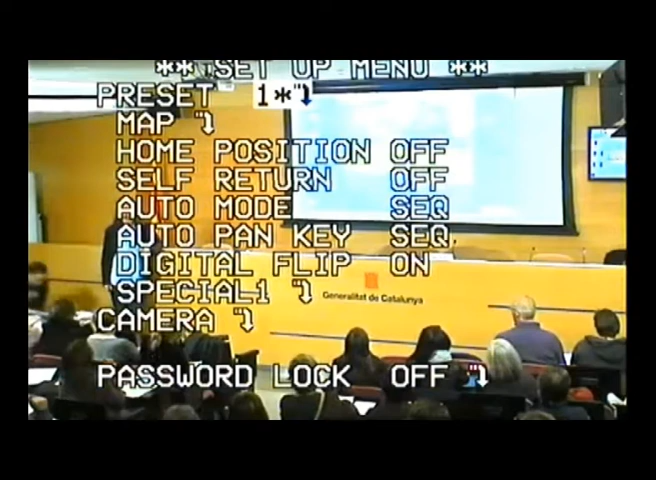 ** SET UP MENU **
PRESET 1*
MAP
HOME POSITION OFF
SELF RETURN OFF
AUTO MODE SEQ
AUTO PAN KEY SEQ
DIGITAL FLIP ON
SPECIAL1
Generalitat de Catalunya
CAMERA
PASSWORD LOCK OFF